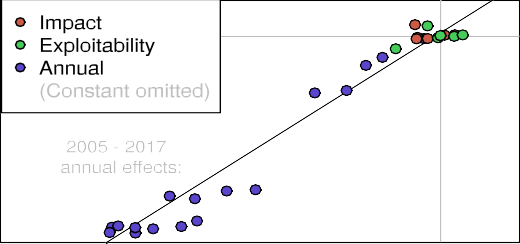 Impact
Exploitability
Annual
(Constant omitted)
2005 - 2017
annual effects: